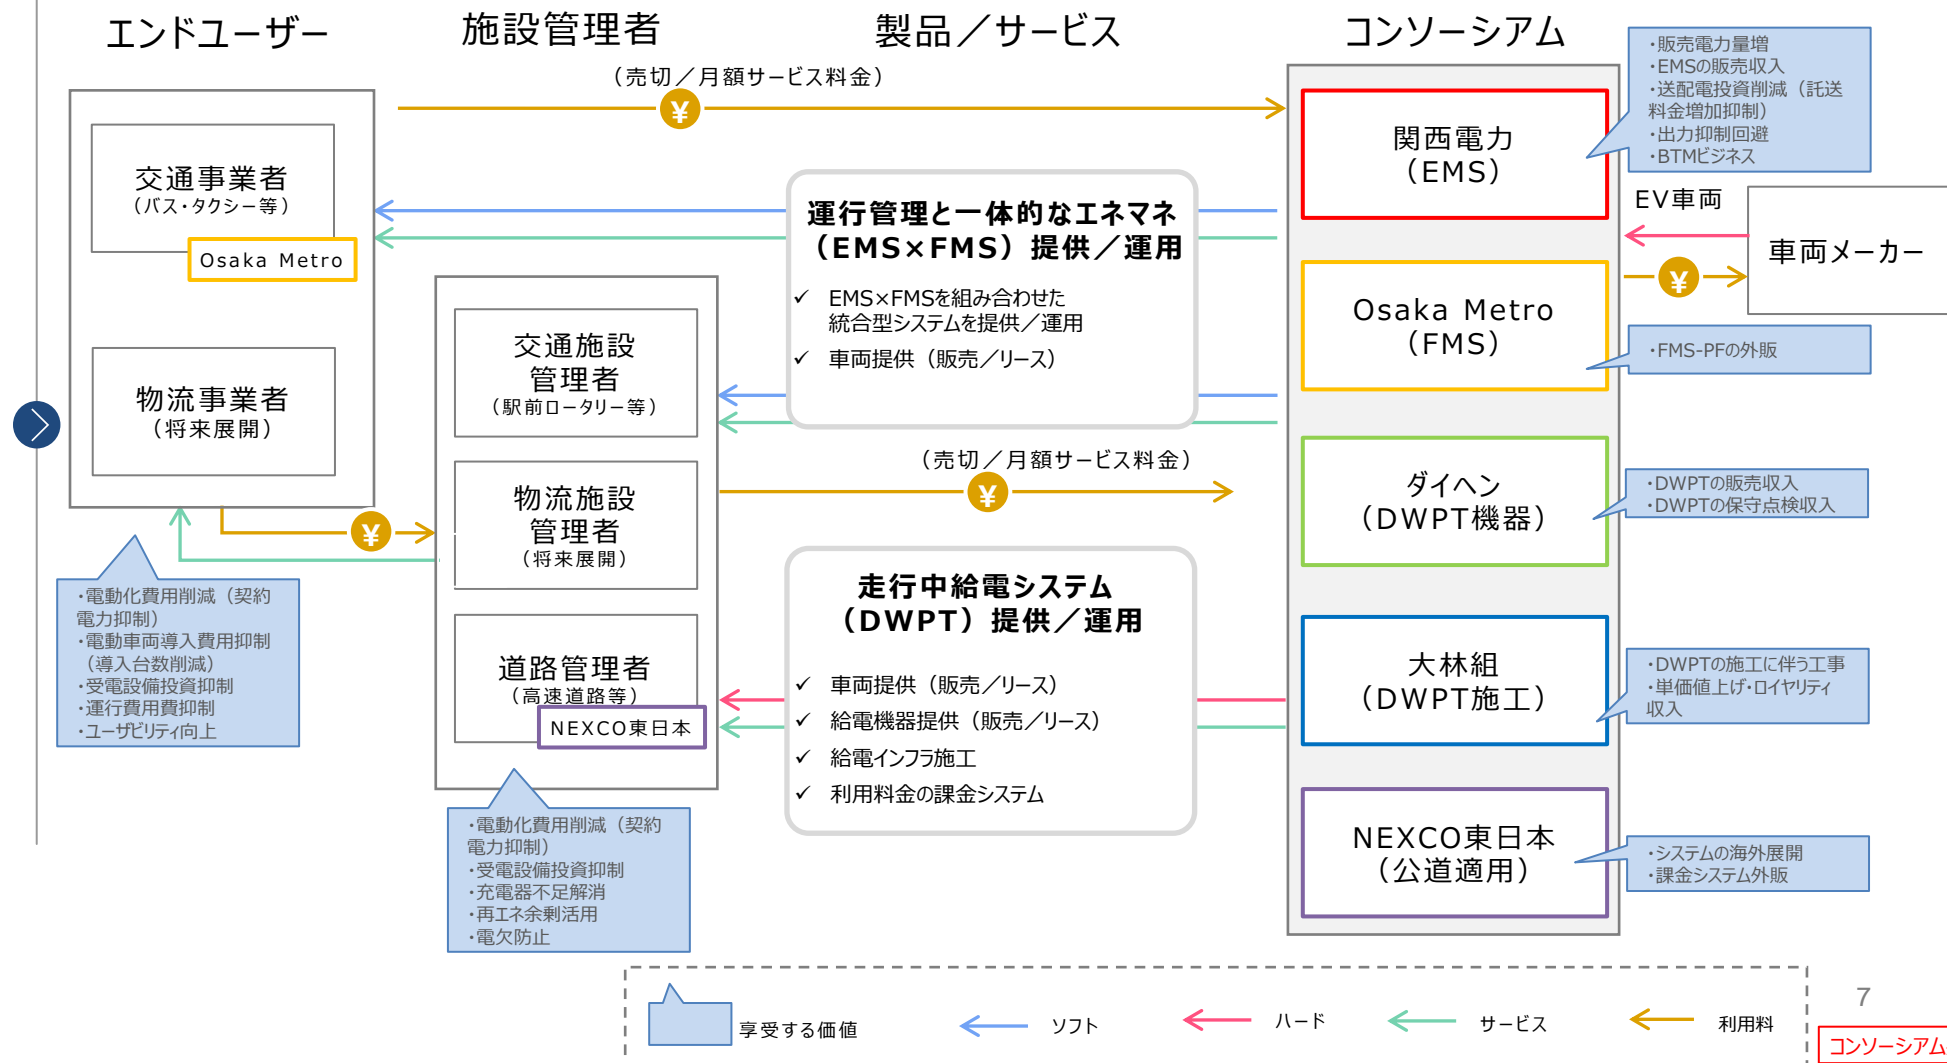 エンドユーザー
施設管理者
製品／サービス
コンソーシアム
（売切／月額サービス料金）
¥
交通事業者
（バス・タクシー等）
Osaka Metro
物流事業者
（将来展開）
¥
・電動化費用削減（契約
電力抑制）
・電動車両導入費用抑制
（導入台数削減）
・受電設備投資抑制
・運行費用費抑制
・ユーザビリティ向上
交通施設
管理者
（駅前ロータリー等）
物流施設
管理者
（将来展開）
道路管理者
（高速道路等）
NEXCO東日本
・電動化費用削減（契約
電力抑制）
・受電設備投資抑制
・充電器不足解消
・再エネ余剰活用
・電欠防止
運行管理と一体的なエネマネ
（EMS×FMS）提供／運用
✓ EMS×FMSを組み合わせた
統合型システムを提供／運用
✓ 車両提供（販売／リース）
（売切／月額サービス料金）
¥
走行中給電システム
（DWPT）提供／運用
✓ 車両提供（販売／リース）
✓ 給電機器提供（販売／リース）
✓ 給電インフラ施工
✓ 利用料金の課金システム
関西電力
（EMS）
Osaka Metro
（FMS）
ダイヘン
（DWPT機器）
大林組
（DWPT施工）
NEXCO東日本
（公道適用）
・販売電力量増
・EMSの販売収入
・送配電投資削減（託送
料金増加抑制）
・出力抑制回避
・BTMビジネス
EV車両
車両メーカー
¥
・FMS-PFの外販
・DWPTの販売収入
・DWPTの保守点検収入
・DWPTの施工に伴う工事
・単価値上げ・ロイヤリティ
収入
・システムの海外展開
・課金システム外販
享受する価値
ソフト
ハード
サービス
利用料
7
コンソーシアム